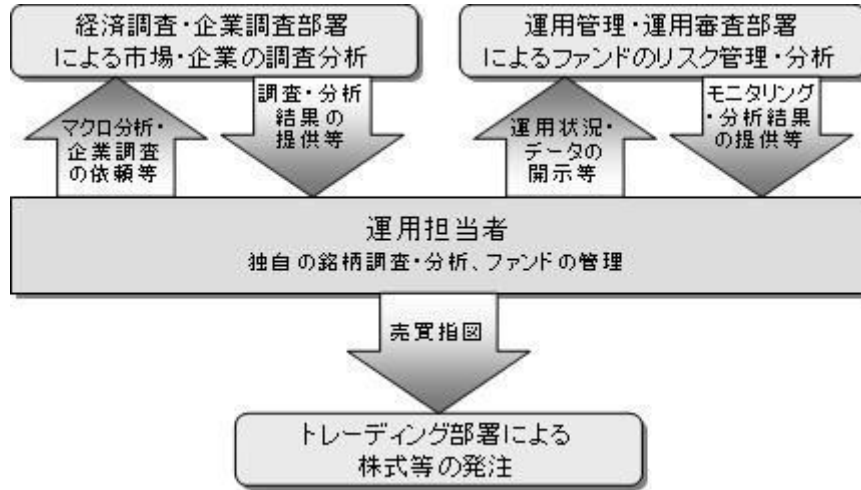 経済調査・企業調査部署
による市場・企業の調査分析
運用管理・運用審査部署
によるファンドのリスク管理・分析
マクロ分析・
企業調査
の依頼等
調査・分析
結果の
提供等
運用状況・
データの
開示等
モニタリング
・分析結果
の提供等
運用担当者
独自の銘柄調査・分析、ファンドの管理
売買指図
トレーディング部署による
株式等の発注